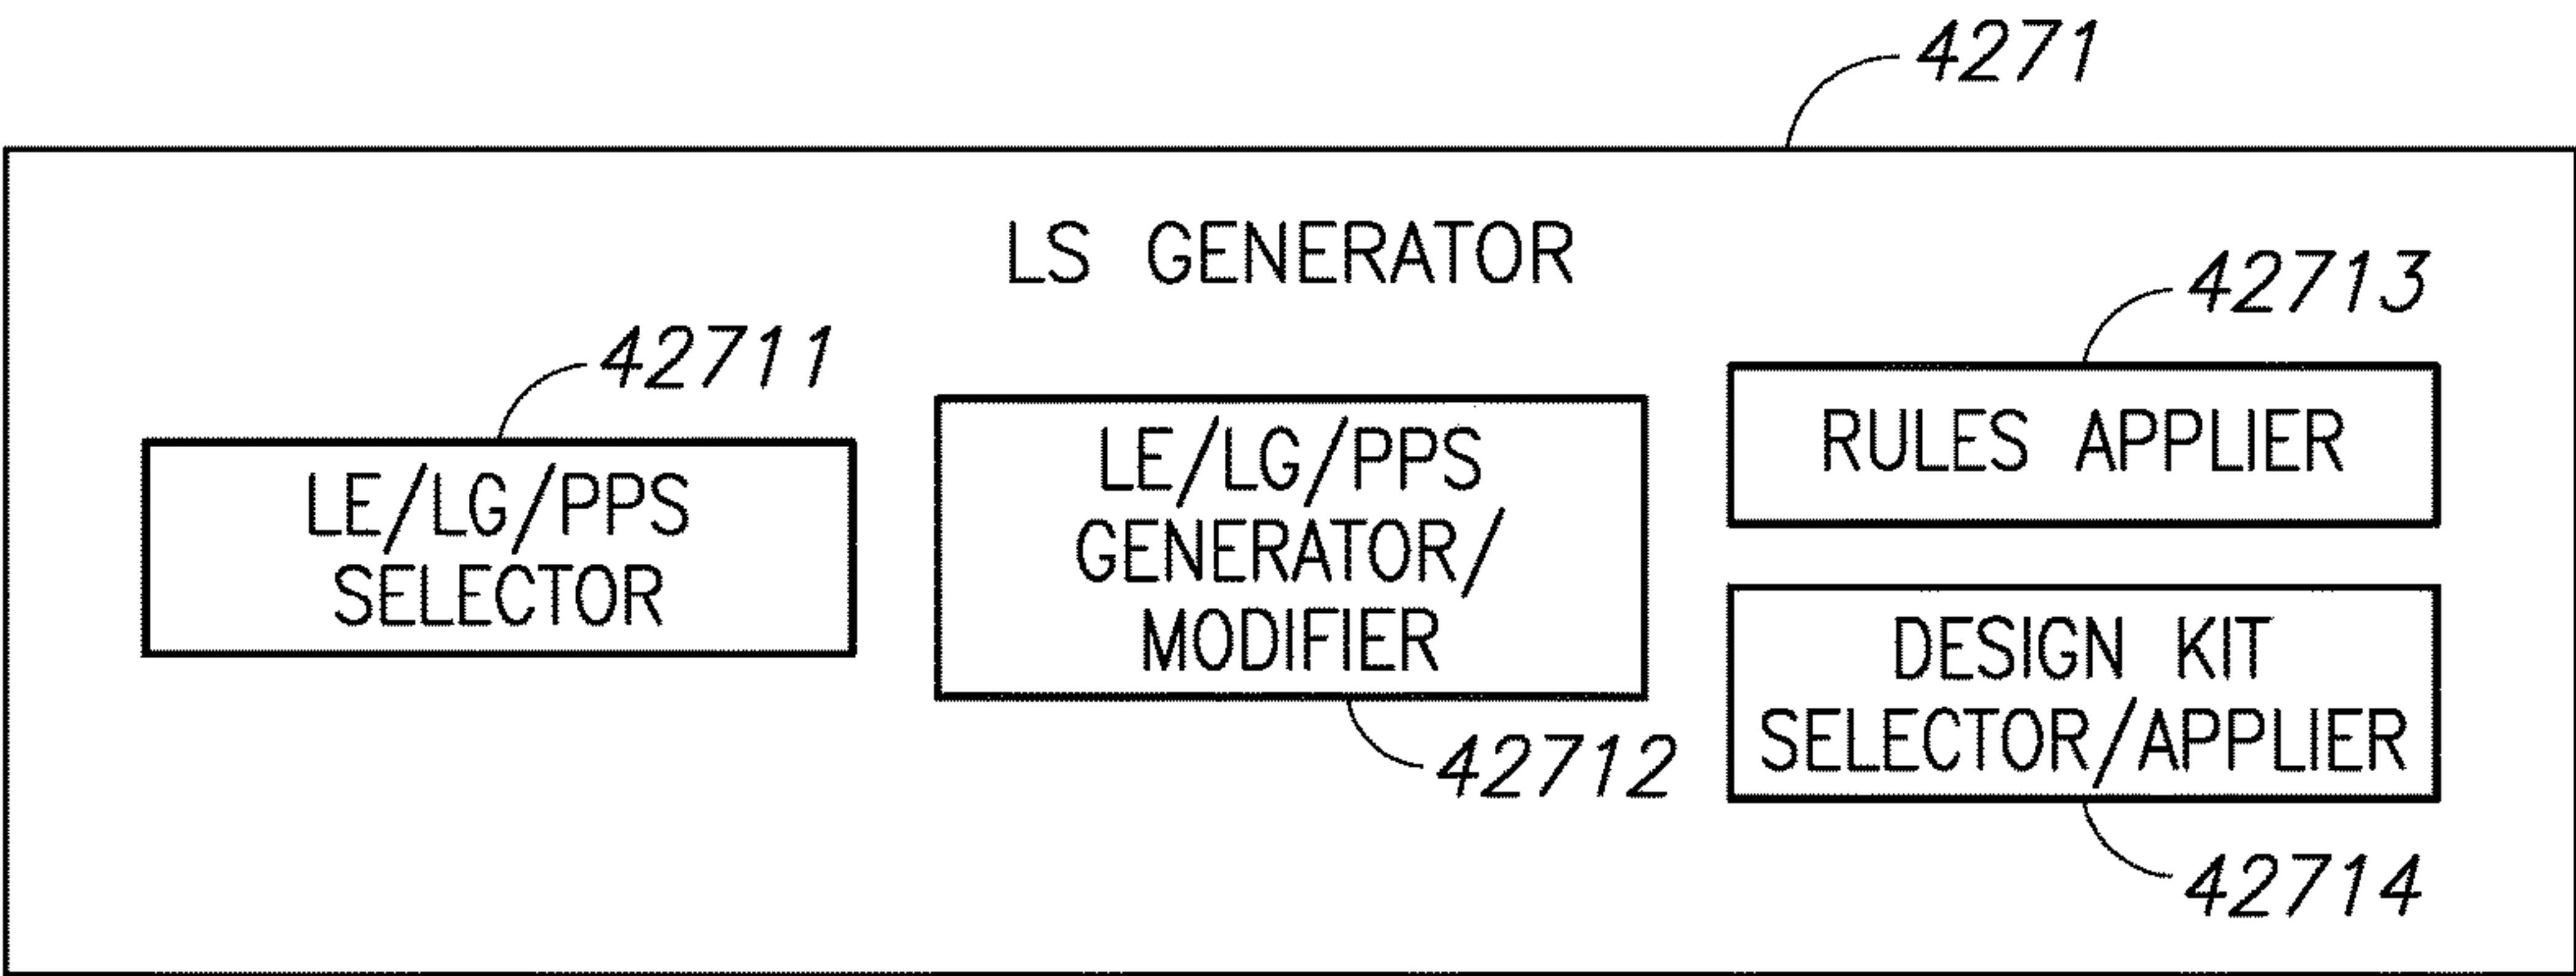 4271
LS GENERATOR
42711
LE/LG/PPS
SELECTOR
LE/LG/PPS
GENERATOR/
MODIFIER
42712
42713
RULES APPLIER
DESIGN KIT
SELECTOR/APPLIER
42714